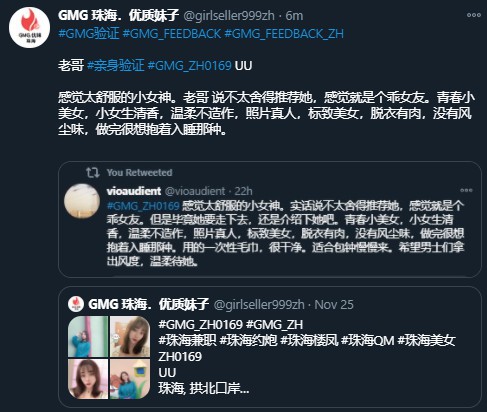 GMG 珠海．优质妹子 @girlseller999zh · 6m
#GMG验证 #GMG_FEEDBACK #GMG_FEEDBACK_ZH
老哥 #亲身验证 #GMG_ZH0169 UU
感觉太舒服的小女神。老哥 说不太舍得推荐她，感觉就是个乖女友。青春小
美女，小女生清香，温柔不造作，照片真人，标致美女，脱衣有肉，没有风
尘味，做完很想抱着入睡那种。
You Retweeted
vioaudient @vioaudient · 22h
#GMG_ZH0169 感觉太舒服的小女神。实话说不太舍得推荐她，感觉就是个
乖女友。但是毕竟她要走下去，还是介绍下她吧。青春小美女，小女生清
香，温柔不造作，照片真人，标致美女，脱衣有肉，没有风尘味，做完很想
抱着入睡那种。用的一次性毛巾，很干净。适合包钟慢慢来。希望男士们拿
出风度，温柔待她。
GMG 珠海．优质妹子 @girlseller999zh · Nov 25
#GMG_ZH0169 #GMG_ZH
#珠海兼职 #珠海约炮 #珠海楼凤 #珠海QM #珠海美女
ZH0169
UU
珠海, 拱北口岸...